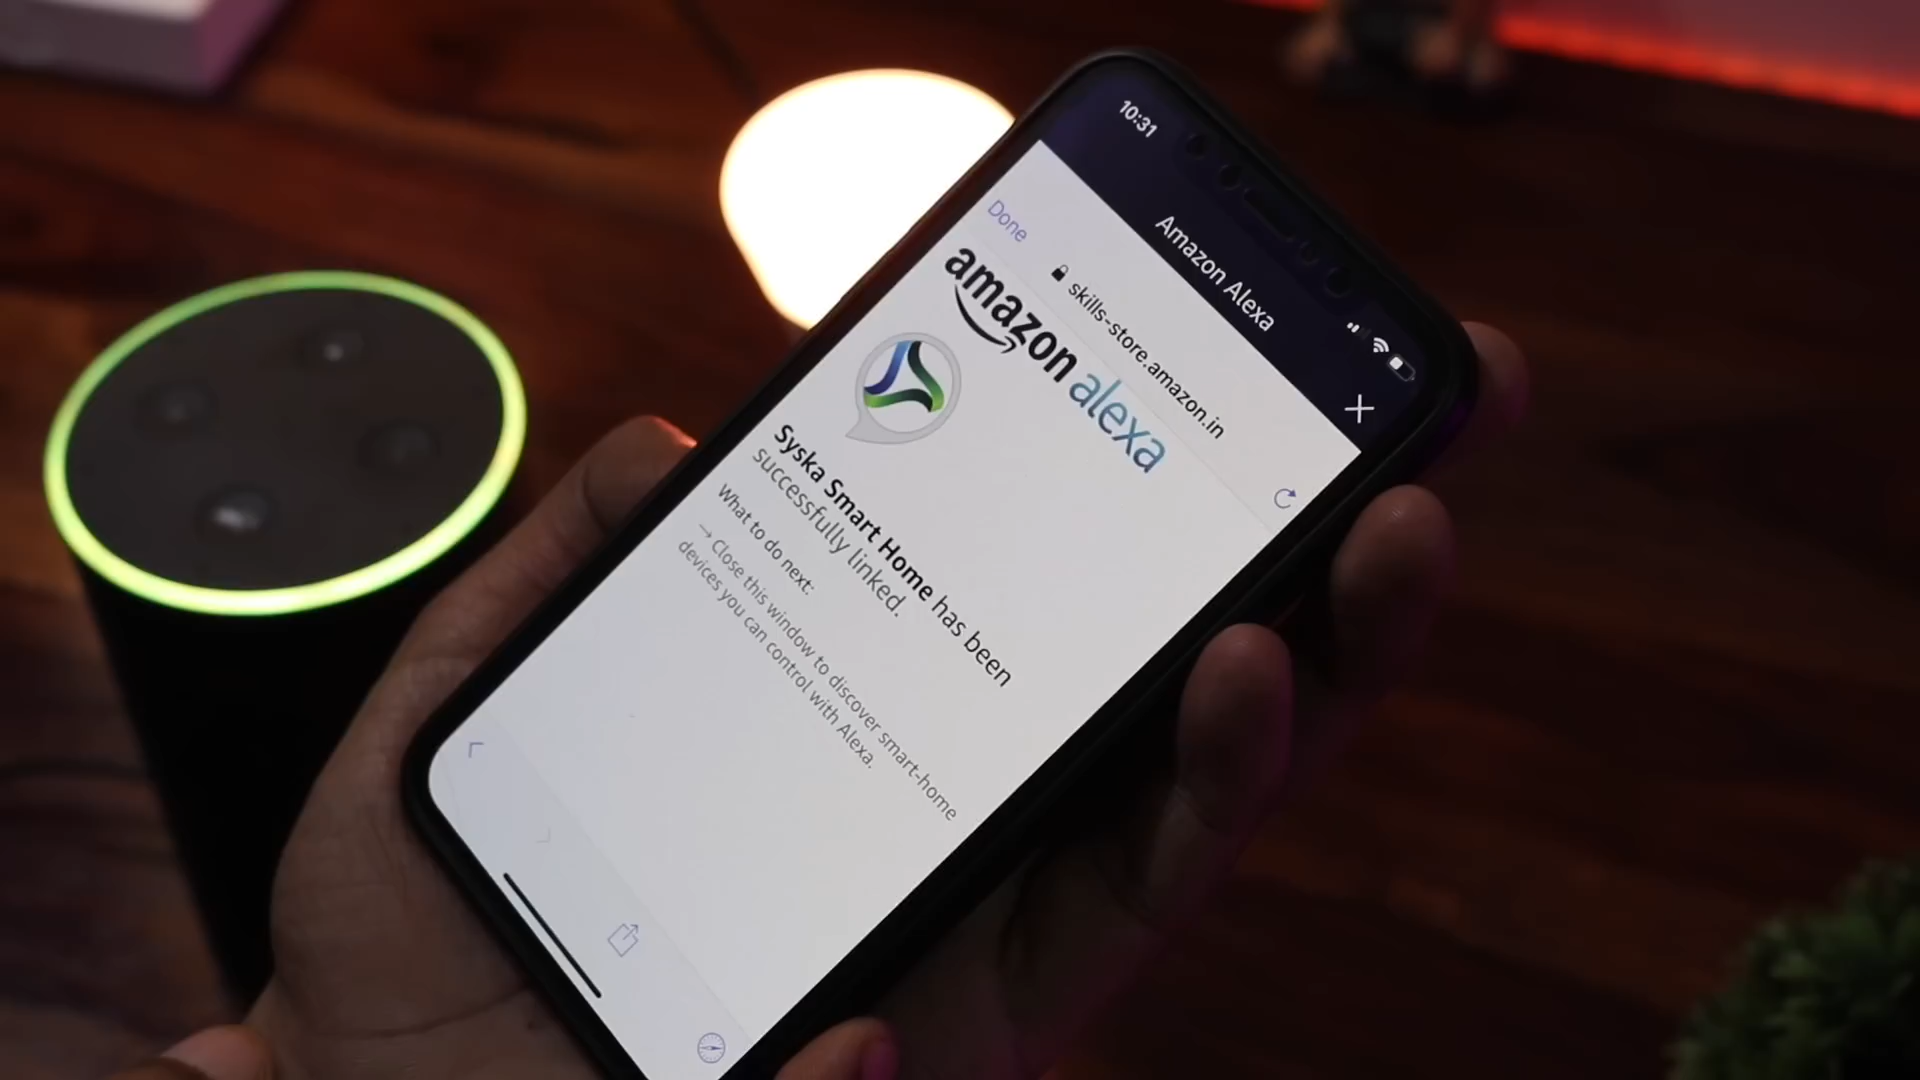 10:31
Amazon Alexa
Done
skills-store.amazon.in
amazon alexa
Syska Smart Home has been
successfully linked.
What to do next:
→ Close this window to discover smart-home
devices you can control with Alexa.